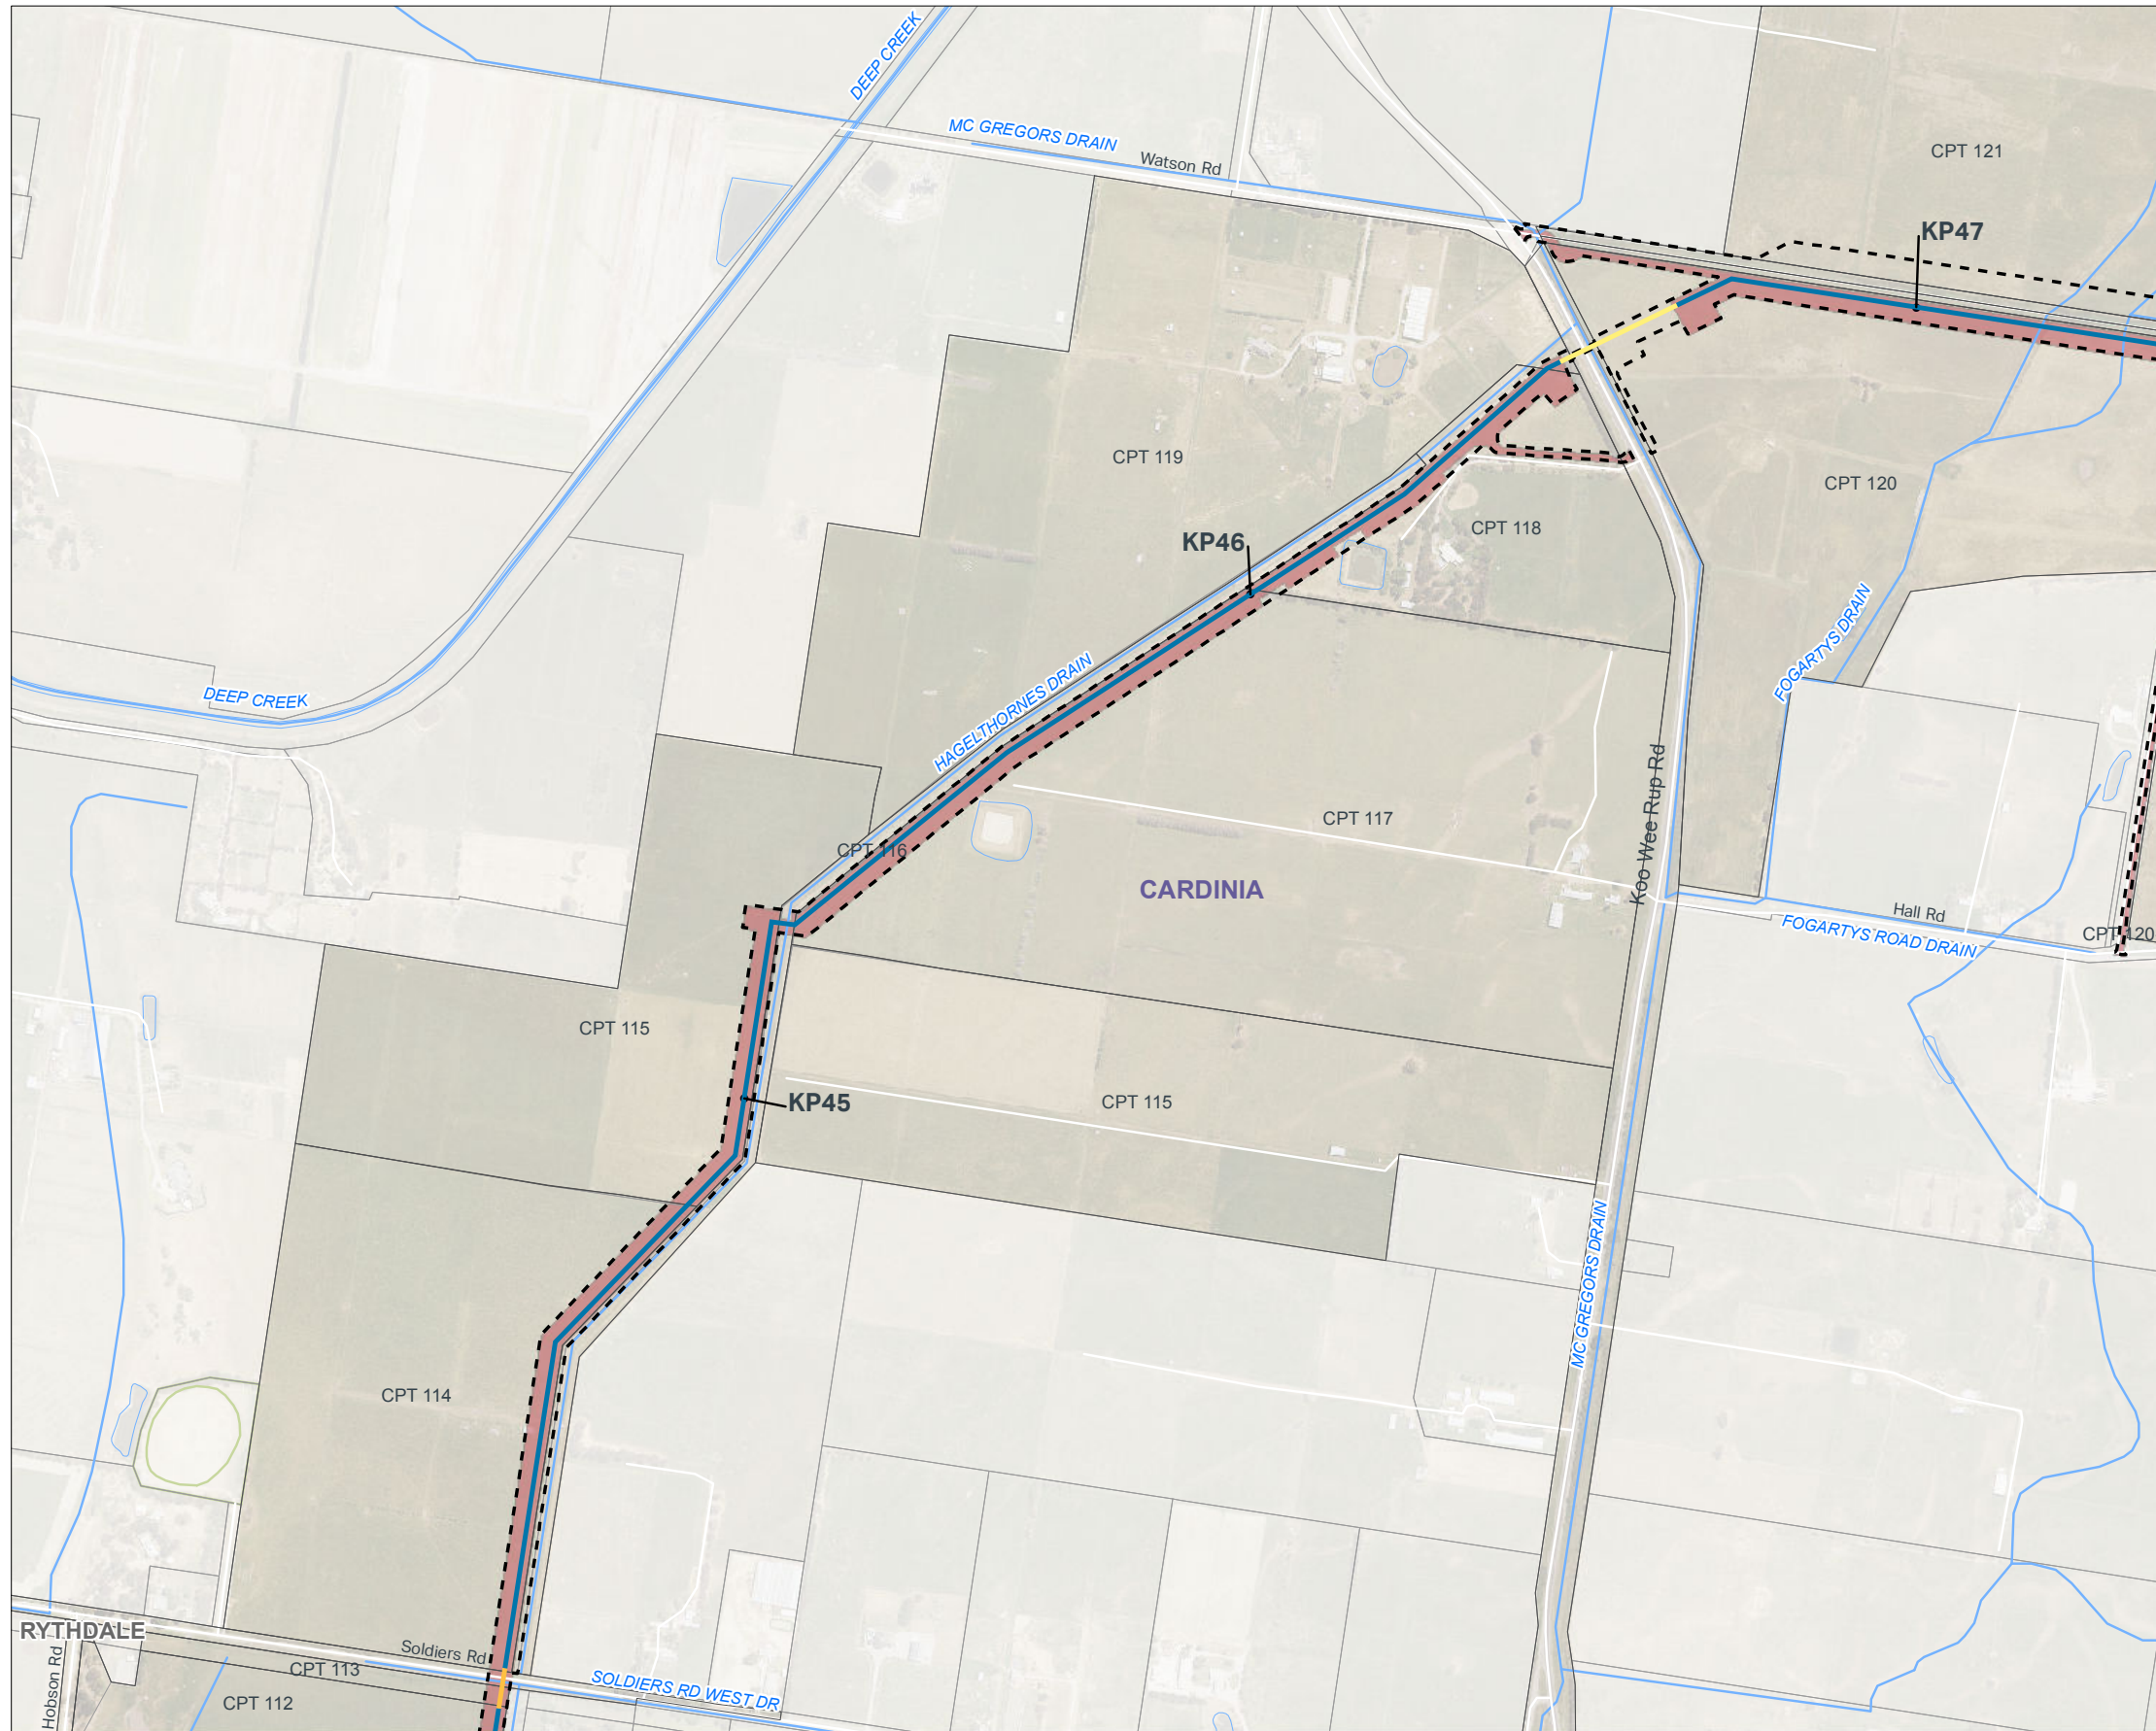 DEEP CREEK
MC GREGORS DRAIN
Watson Rd
CPT 121
KP47
CPT 119
CPT 120
CPT 118
KP46
FOGARTYS DRAIN
DEEP CREEK
HAGELTHORNES DRAIN
Koo Wee Rup Rd
CPT 117
CPT 116
CARDINIA
Hall Rd
FOGARTYS ROAD DRAIN
CPT 120
CPT 115
KP45
CPT 115
MC GREGORS DRAIN
CPT 114
RYTHDALE
Hobson Rd
Soldiers Rd
CPT 113
SOLDIERS RD WEST DR
CPT 112